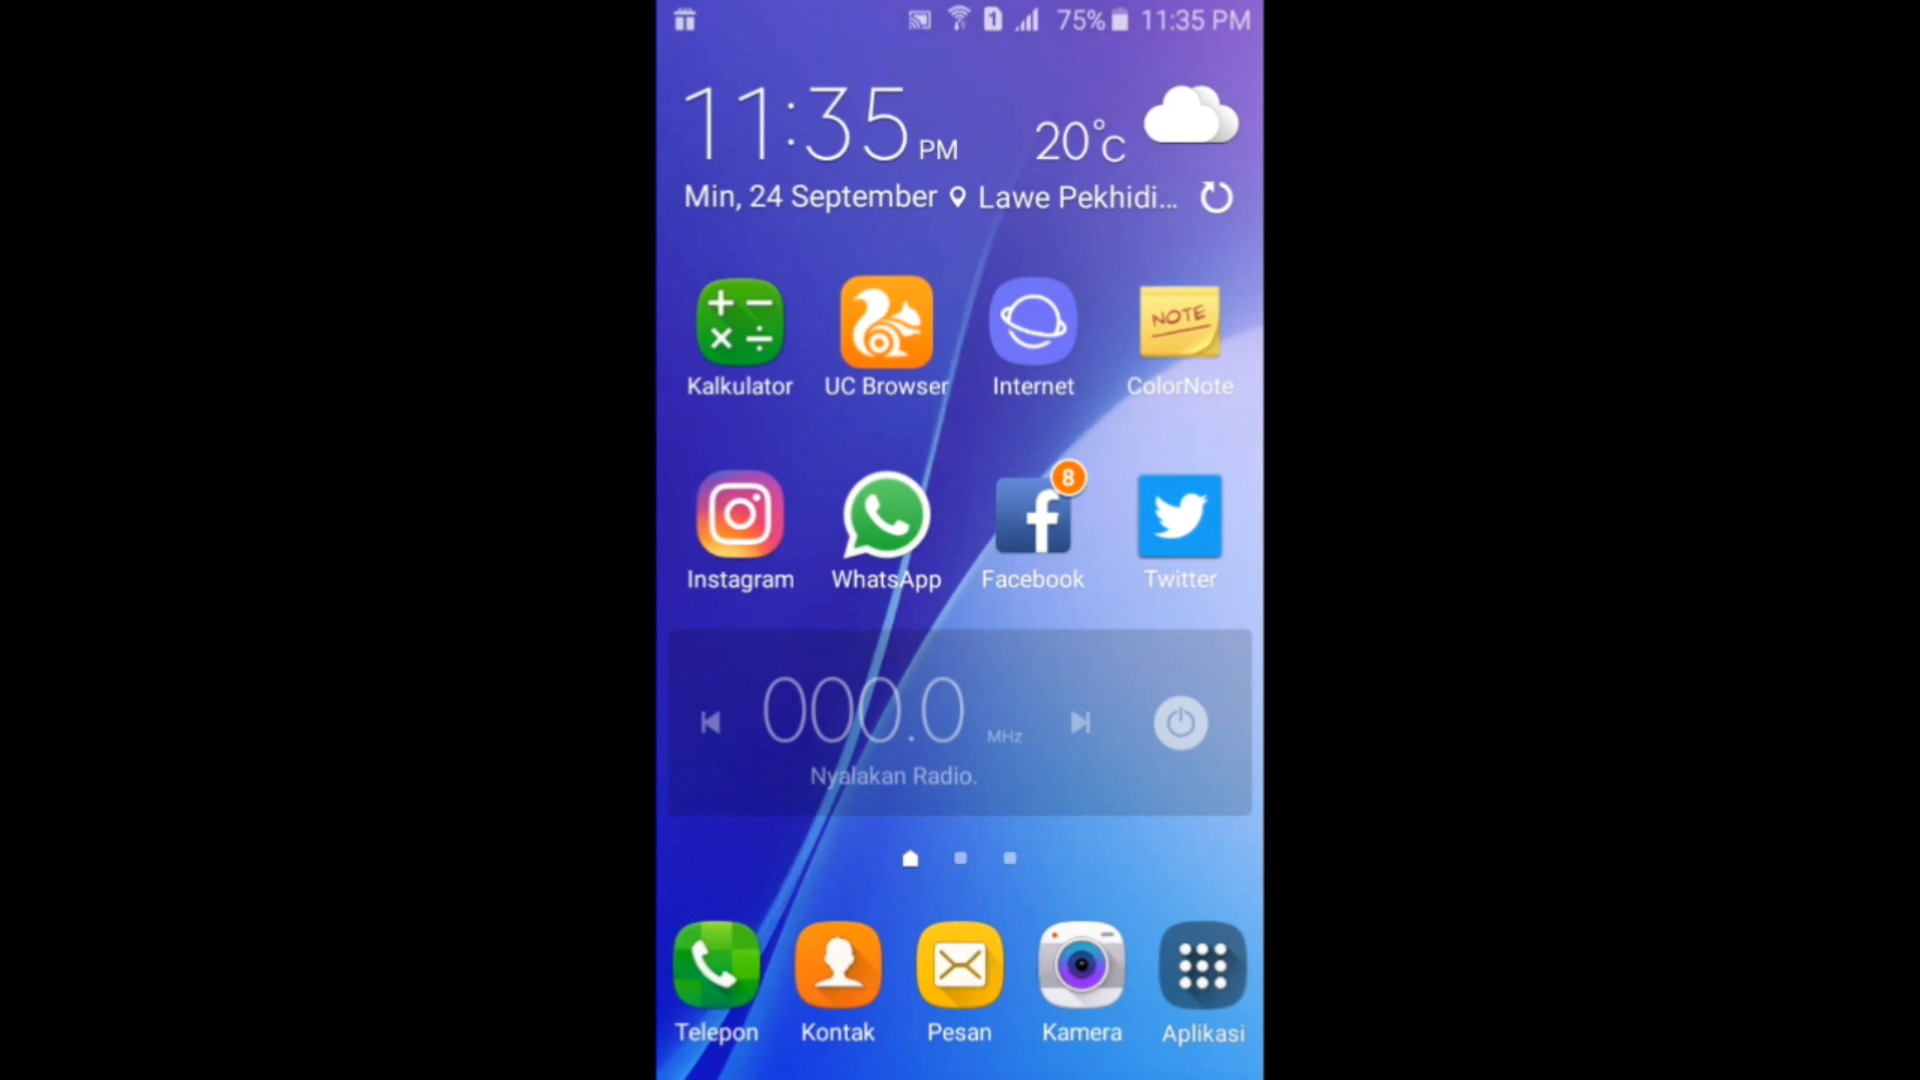 1 75% 11:35 PM
11:35 PM 20°C
Min, 24 September Lawe Pekhidi...
Kalkulator UC Browser Internet ColorNote
NOTE
8
Instagram WhatsApp Facebook Twitter
000.0 MHz
Nyalakan Radio.
Telepon Kontak Pesan Kamera Aplikasi